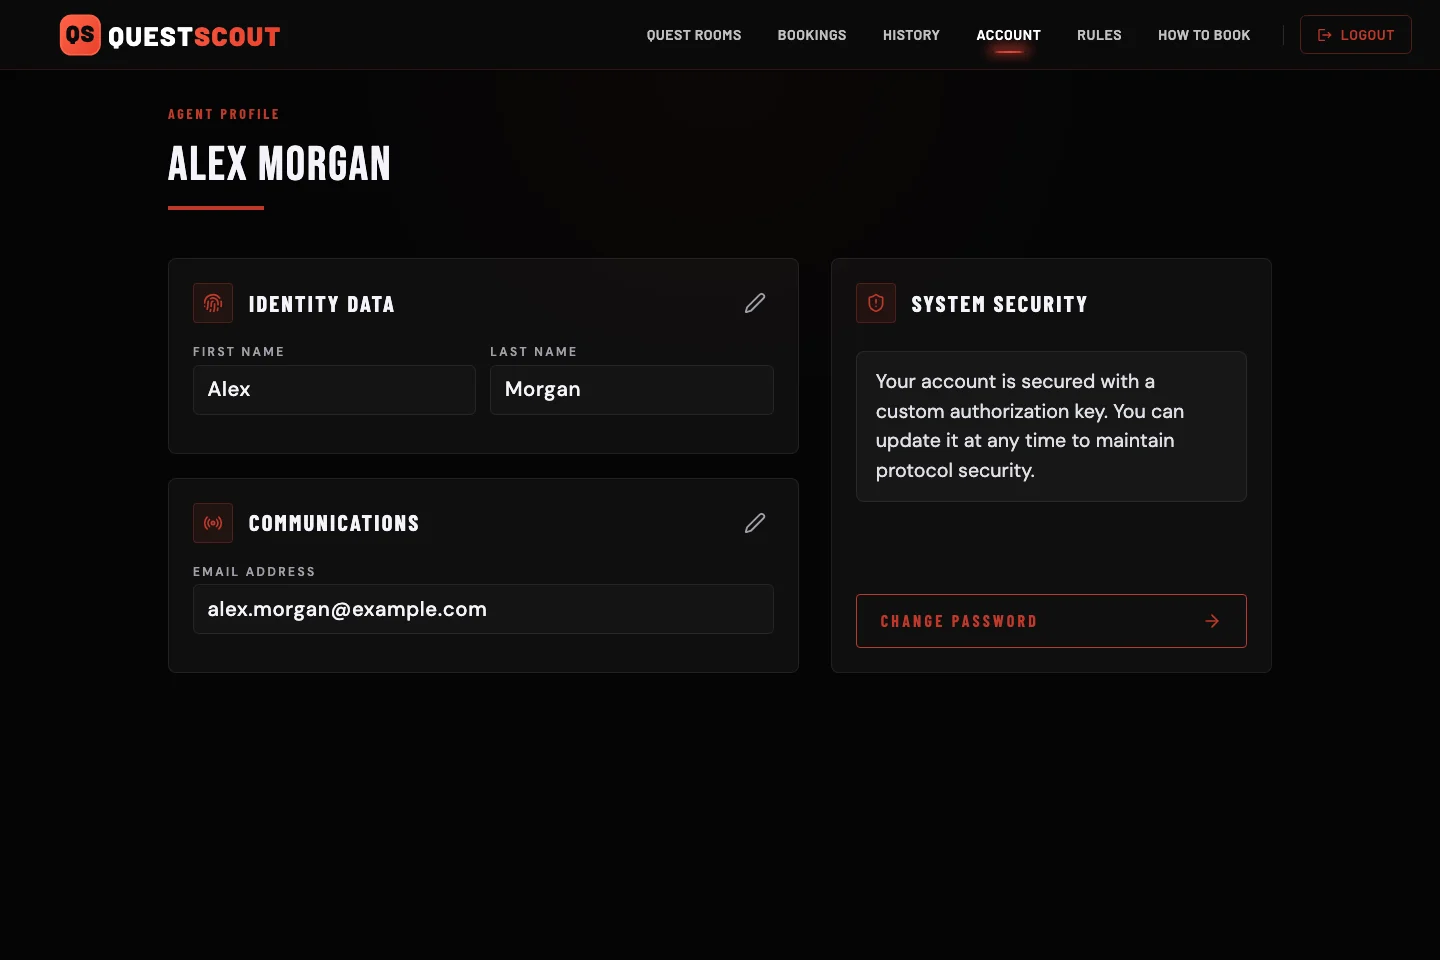 QS QUESTSCOUT
QUEST ROOMS BOOKINGS HISTORY ACCOUNT RULES HOW TO BOOK LOGOUT
AGENT PROFILE
ALEX MORGAN
IDENTITY DATA
FIRST NAME LAST NAME
Alex Morgan
COMMUNICATIONS
EMAIL ADDRESS
alex.morgan@example.com
SYSTEM SECURITY
Your account is secured with a
custom authorization key. You can
update it at any time to maintain
protocol security.
CHANGE PASSWORD